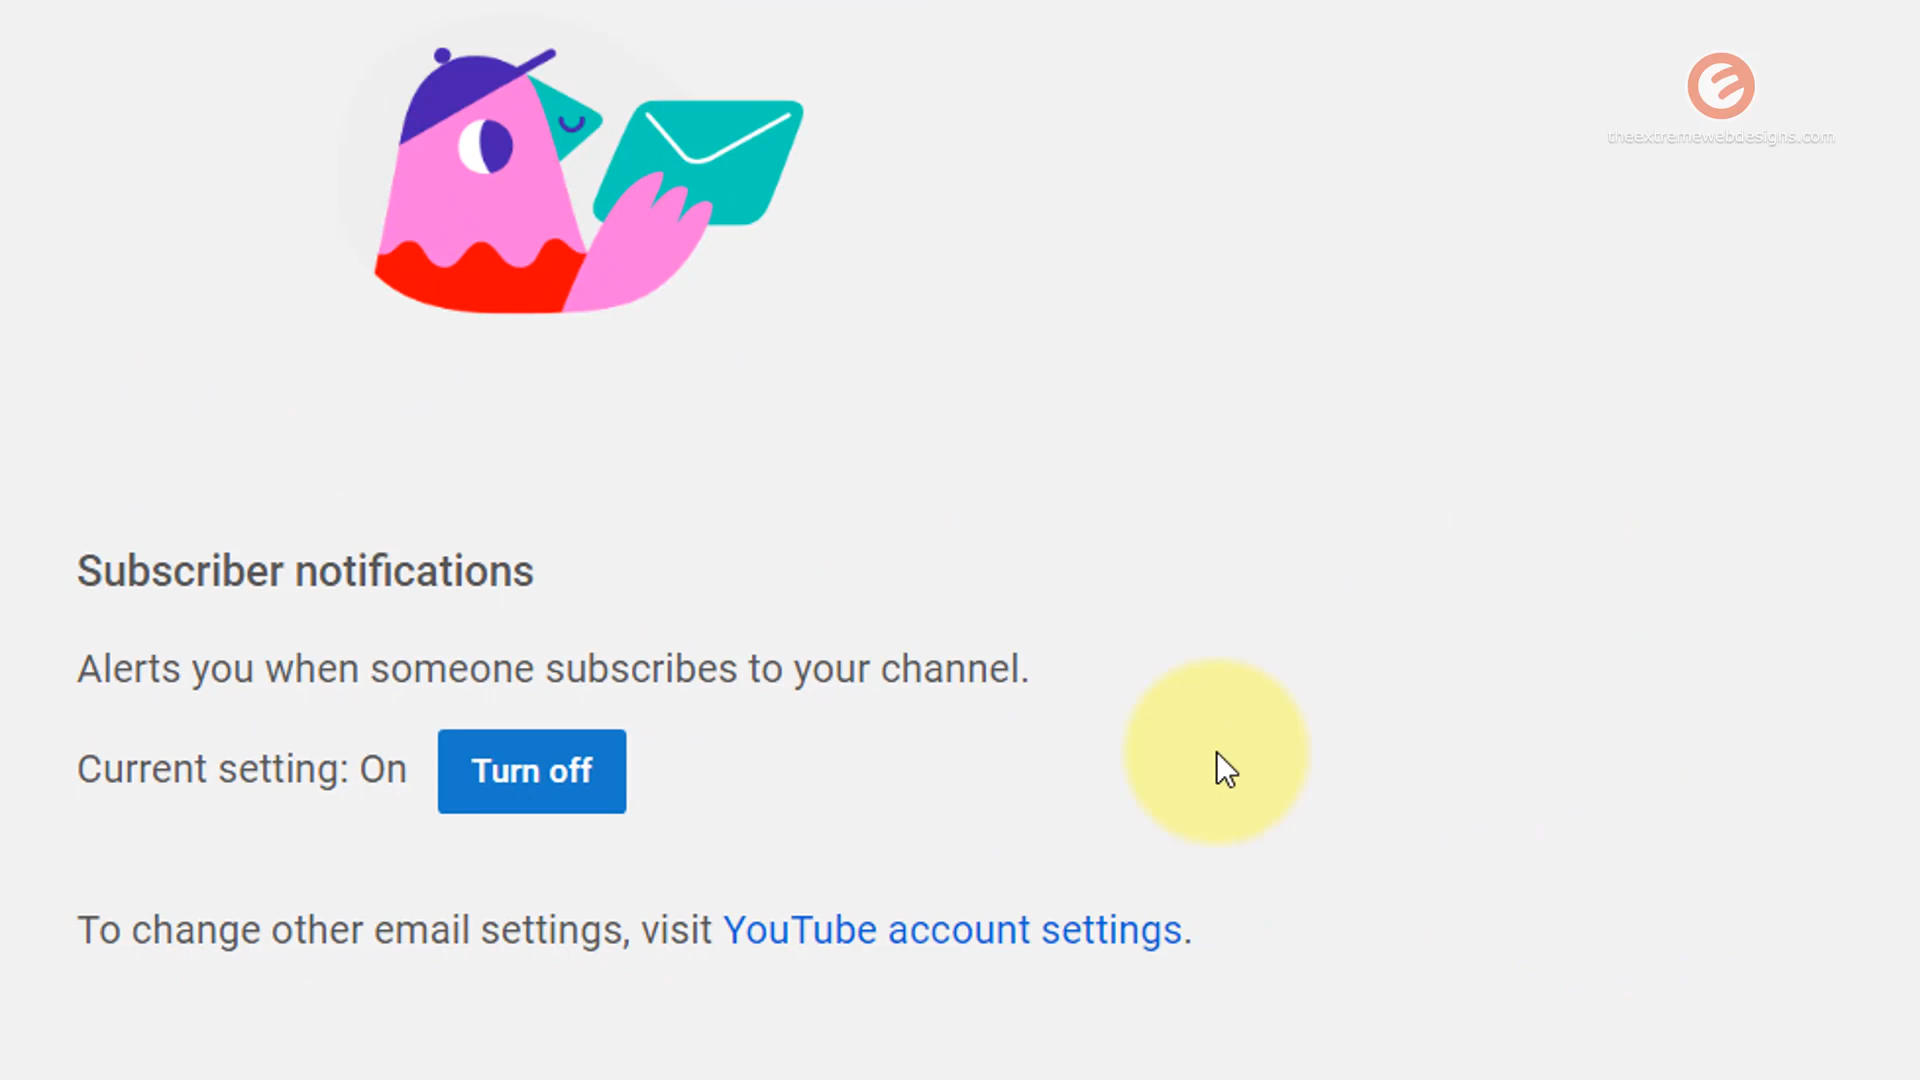 theextremewebdesigns.com
Subscriber notifications
Alerts you when someone subscribes to your channel.
Current setting: On Turn off
To change other email settings, visit YouTube account settings.